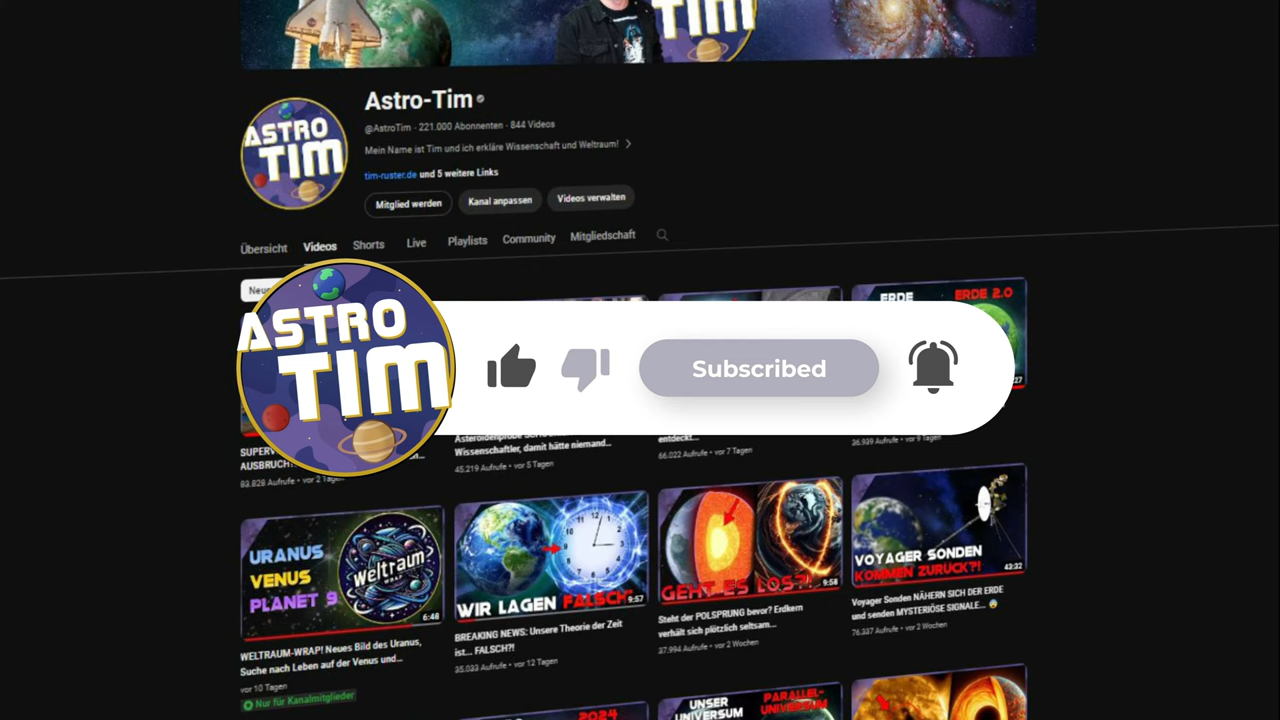 TIM
Astro-Tim
@AstroTim · 221.000 Abonnenten · 844 Videos
Mein Name ist Tim und ich erkläre Wissenschaft und Weltraum!
tim-ruster.de und 5 weitere Links
Mitglied werden Kanal anpassen Videos verwalten
ASTRO
TIM
Übersicht Videos Shorts Live Playlists Community Mitgliedschaft
Neu
ERDE ERDE 2.0
ASTRO
TIM
Subscribed
Wissenschaftler, damit hätte niemand...
entdeckt...
45.219 Aufrufe • vor 5 Tagen
66.022 Aufrufe • vor 7 Tagen
36.939 Aufrufe • vor 9 Tagen
AUSBRUCH
83.828 Aufrufe • vor 2 Tagen
URANUS
VENUS
PLANET 9
Weltraum
WRAP
6:48
WELTRAUM-WRAP! Neues Bild des Uranus,
Suche nach Leben auf der Venus und...
vor 10 Tagen
Nur für Kanalmitglieder
12
WIR LAGEN FALSCH
9:57
BREAKING NEWS: Unsere Theorie der Zeit
ist... FALSCH?!
35.033 Aufrufe • vor 12 Tagen
GEHT ES LOS?!
9:58
Steht der POLSPRUNG bevor? Erdkern
verhält sich plötzlich seltsam...
37.994 Aufrufe • vor 2 Wochen
VOYAGER SONDEN
KOMMEN ZURÜCK?!
43:32
Voyager Sonden NÄHERN SICH DER ERDE
und senden MYSTERIÖSE SIGNALE...
76.337 Aufrufe • vor 2 Wochen
2024
UNSER
UNIVERSUM
PARALLEL-
UNIVERSUM